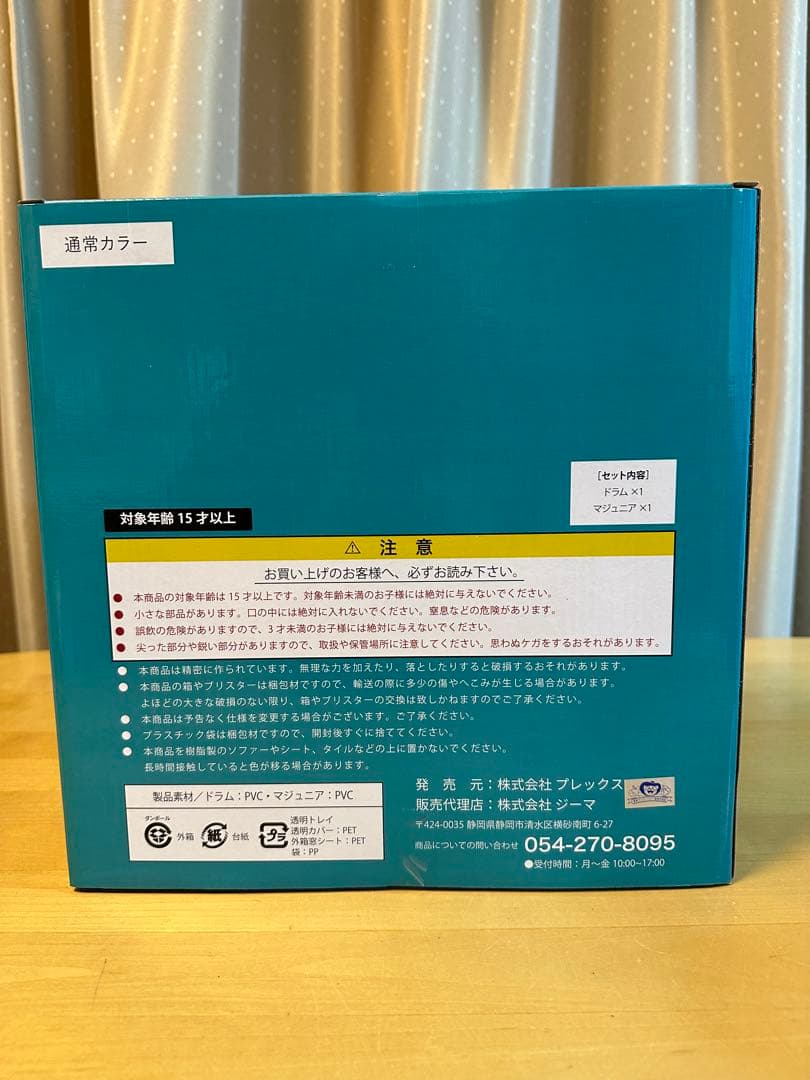 通常カラー
[セット内容]
ドラム ×1
マジュニア ×1
対象年齢 15 才以上
⚠ 注 意
お買い上げのお客様へ、必ずお読み下さい。
● 本商品の対象年齢は 15 才以上です。対象年齢未満のお子様には絶対に与えないでください。
● 小さな部品があります。口の中には絶対に入れないでください。窒息などの危険があります。
● 誤飲の危険がありますので、3 才未満のお子様には絶対に与えないでください。
● 尖った部分や鋭い部分がありますので、取扱や保管場所に注意してください。思わぬケガをするおそれがあります。
● 本商品は精密に作られています。無理な力を加えたり、落としたりすると破損するおそれがあります。
● 本商品の箱やブリスターは梱包材ですので、輸送の際に多少の傷やへこみが生じる場合があります。
よほどの大きな破損のない限り、箱やブリスターの交換は致しかねますのでご了承ください。
● 本商品は予告なく仕様を変更する場合がございます。ご了承ください。
● プラスチック袋は梱包材ですので、開封後すぐに捨ててください。
● 本商品を樹脂製のソファーやシート、タイルなどの上に置かないでください。
長時間接触していると色が移る場合があります。
製品素材/ドラム:PVC・マジュニア:PVC
ダンボール
外箱
紙
台紙
プラ
透明トレイ
透明カバー:PET
外箱窓シート:PET
袋:PP
発 売 元:株式会社 プレックス
販売代理店:株式会社 ジーマ
〒424-0035 静岡県静岡市清水区横砂南町 6-27
商品についての問い合わせ 054-270-8095
●受付時間:月~金 10:00~17:00